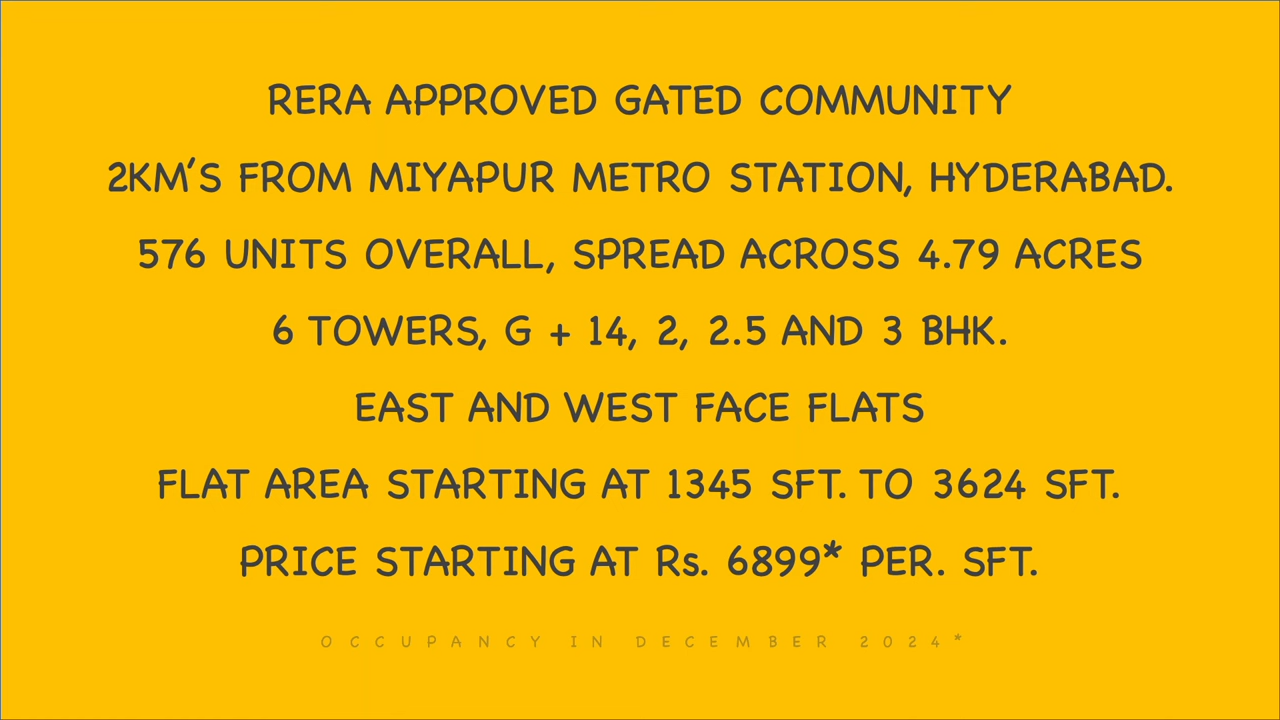 RERA APPROVED GATED COMMUNITY
2KM'S FROM MIYAPUR METRO STATION, HYDERABAD.
576 UNITS OVERALL, SPREAD ACROSS 4.79 ACRES
6 TOWERS, G + 14, 2, 2.5 AND 3 BHK.
EAST AND WEST FACE FLATS
FLAT AREA STARTING AT 1345 SFT. TO 3624 SFT.
PRICE STARTING AT Rs. 6899* PER. SFT.
OCCUPANCY IN DECEMBER 2024*